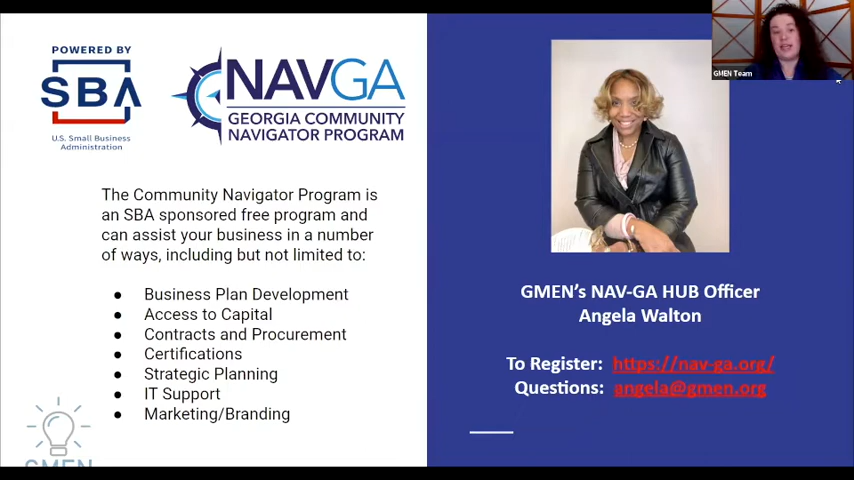 POWERED BY
SBA
U.S. Small Business
Administration
NAVGA
GEORGIA COMMUNITY
NAVIGATOR PROGRAM
The Community Navigator Program is
an SBA sponsored free program and
can assist your business in a number
of ways, including but not limited to:
● Business Plan Development
● Access to Capital
● Contracts and Procurement
● Certifications
● Strategic Planning
● IT Support
● Marketing/Branding
GMEN
GMEN Team
GMEN's NAV-GA HUB Officer
Angela Walton
To Register: https://nav-ga.org/
Questions: angela@gmen.org